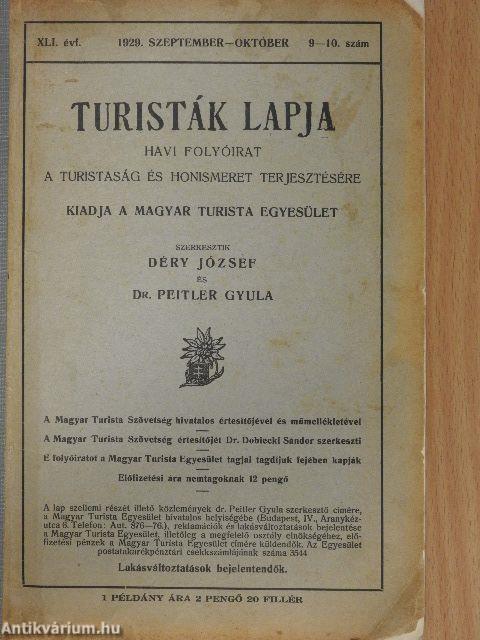 XLI. évf. 1929. SZEPTEMBER—OKTÓBER 9—10. szám
TURISTÁK LAPJA
HAVI FOLYÓIRAT
A TURISTASÁG ÉS HONISMERET TERJESZTÉSÉRE
KIADJA A MAGYAR TURISTA EGYESÜLET
SZERKESZTIK
DÉRY JÓZSEF
ÉS
DR. PEITLER GYULA
A Magyar Turista Szövetség hivatalos értesítőjével és műmellékletével
A Magyar Turista Szövetség értesítőjét Dr. Dobiecki Sándor szerkeszti
E folyóiratot a Magyar Turista Egyesület tagjai tagdíjuk fejében kapják
Előfizetési ára nemtagoknak 12 pengő
A lap szellemi részét illető közlemények dr. Peitler Gyula szerkesztő címére,
a Magyar Turista Egyesület hivatalos helyiségébe (Budapest, IV., Aranykéz-
utca 6. Telefon: Aut. 876—76.), reklamációk és lakásváltoztatások bejelentése
a Magyar Turista Egyesület, illetőleg a megfelelő osztály elnökségéhez, elő-
fizetési pénzek a Magyar Turista Egyesület címére küldendők. Az Egyesület
postatakarékpénztári csekkszámlájának száma 3544
Lakásváltoztatások bejelentendők.
1 PÉLDÁNY ÁRA 2 PENGŐ 20 FILLÉR
Antikvárium.hu